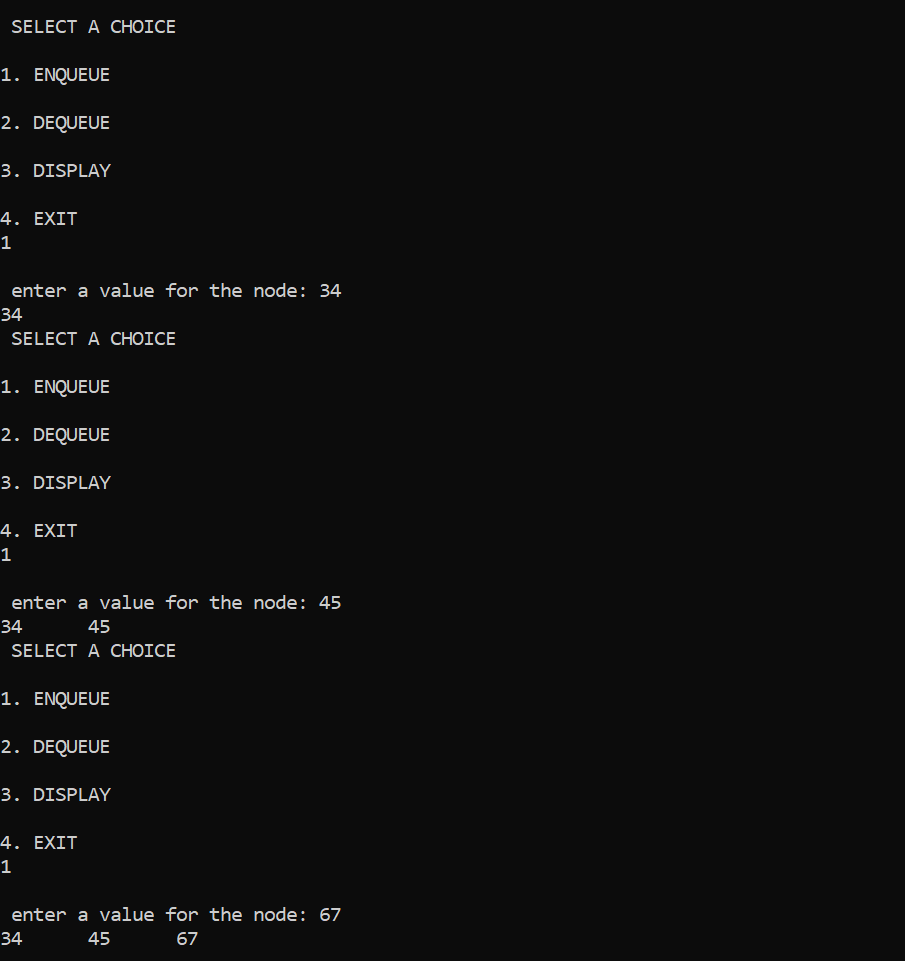 SELECT A CHOICE
1. ENQUEUE
2. DEQUEUE
3. DISPLAY
4. EXIT
1
enter a value for the node: 34
34
SELECT A CHOICE
1. ENQUEUE
2. DEQUEUE
3. DISPLAY
4. EXIT
1
enter a value for the node: 45
34      45
SELECT A CHOICE
1. ENQUEUE
2. DEQUEUE
3. DISPLAY
4. EXIT
1
enter a value for the node: 67
34      45      67